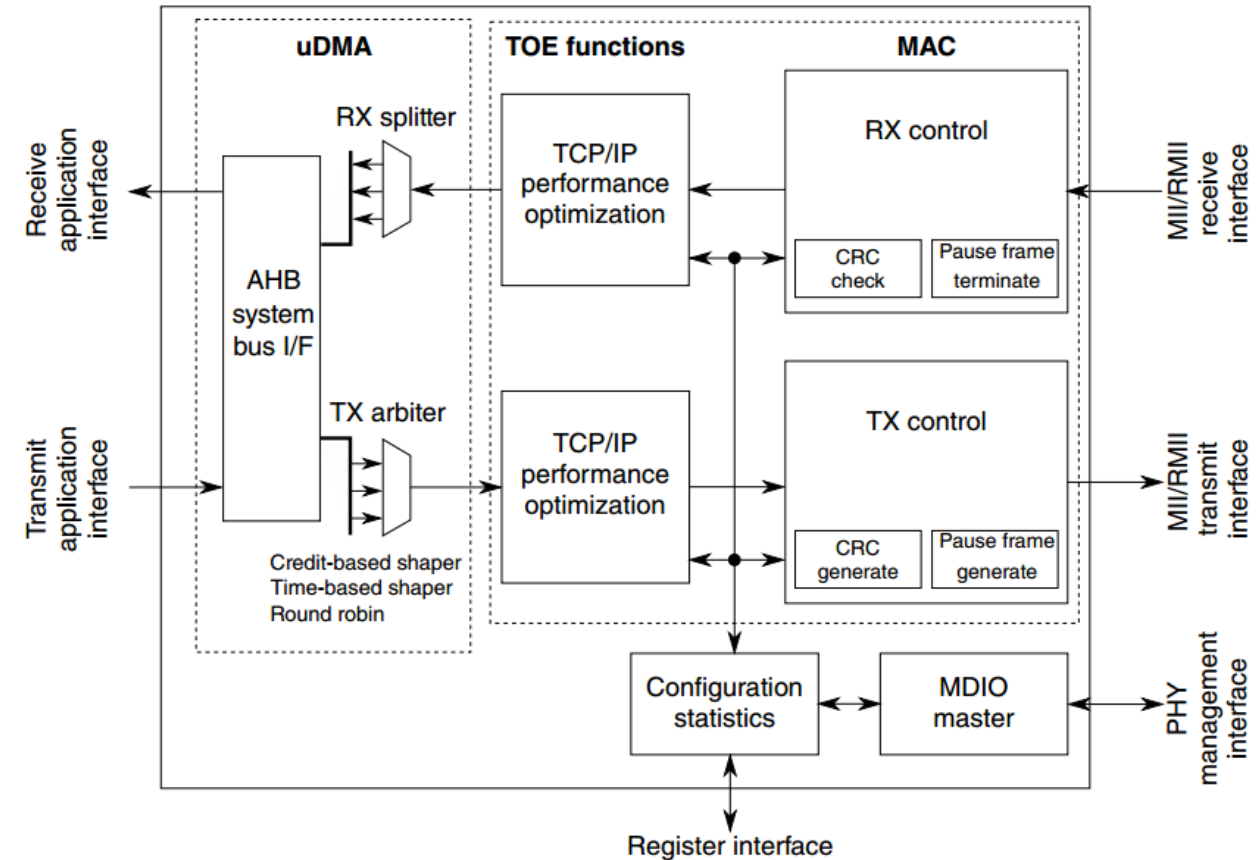 uDMA
TOE functions
MAC
Receive
application
interface
RX splitter
AHB
system
bus I/F
TCP/IP
performance
optimization
RX control
CRC
check
Pause frame
terminate
MII/RMII
receive
interface
Transmit
application
interface
TX arbiter
Credit-based shaper
Time-based shaper
Round robin
TCP/IP
performance
optimization
TX control
CRC
generate
Pause frame
generate
MII/RMII
transmit
interface
Configuration
statistics
MDIO
master
PHY
management
interface
Register interface